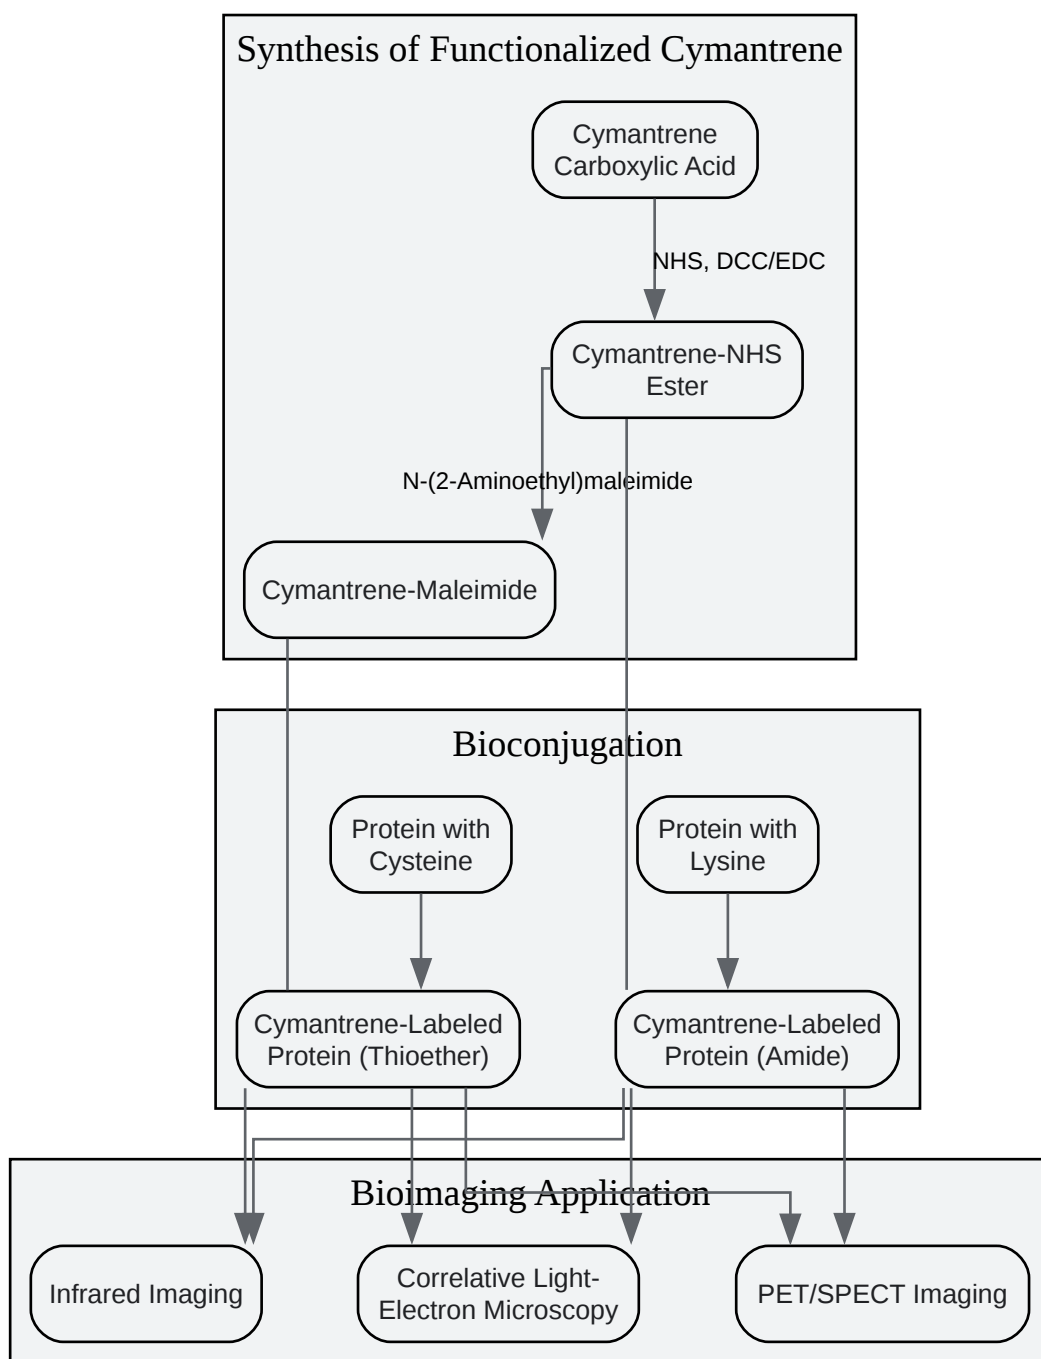 Synthesis of Functionalized Cymantrene
Cymantrene
Carboxylic Acid
NHS, DCC/EDC
Cymantrene-NHS
Ester
N-(2-Aminoethyl)maleimide
Cymantrene-Maleimide
Bioconjugation
Protein with
Cysteine
Protein with
Lysine
Cymantrene-Labeled
Protein (Thioether)
Cymantrene-Labeled
Protein (Amide)
Bioimaging Application
Infrared Imaging
Correlative Light-
Electron Microscopy
PET/SPECT Imaging